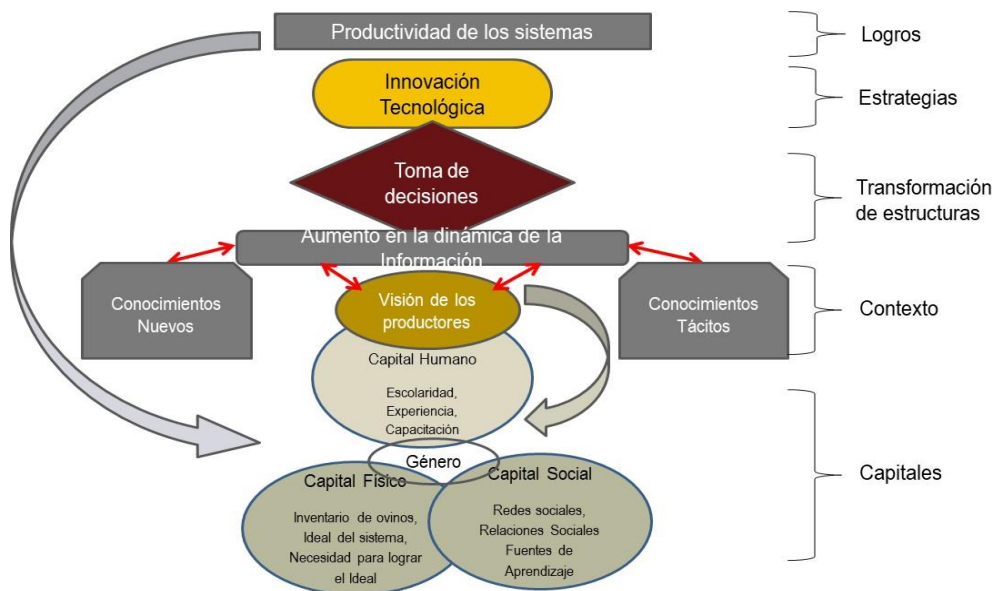 Productividad de los sistemas
Logros
Innovación
Tecnológica
Estrategias
Toma de
decisiones
Transformación
de estructuras
Aumento en la dinámica de la
Información
Conocimientos
Nuevos
Visión de los
productores
Conocimientos
Tácitos
Contexto
Capital Humano
Escolaridad,
Experiencia,
Capacitación
Género
Capital Físico
Inventario de ovinos,
Ideal del sistema,
Necesidad para lograr
el Ideal
Capital Social
Redes sociales,
Relaciones Sociales
Fuentes de
Aprendizaje
Capitales